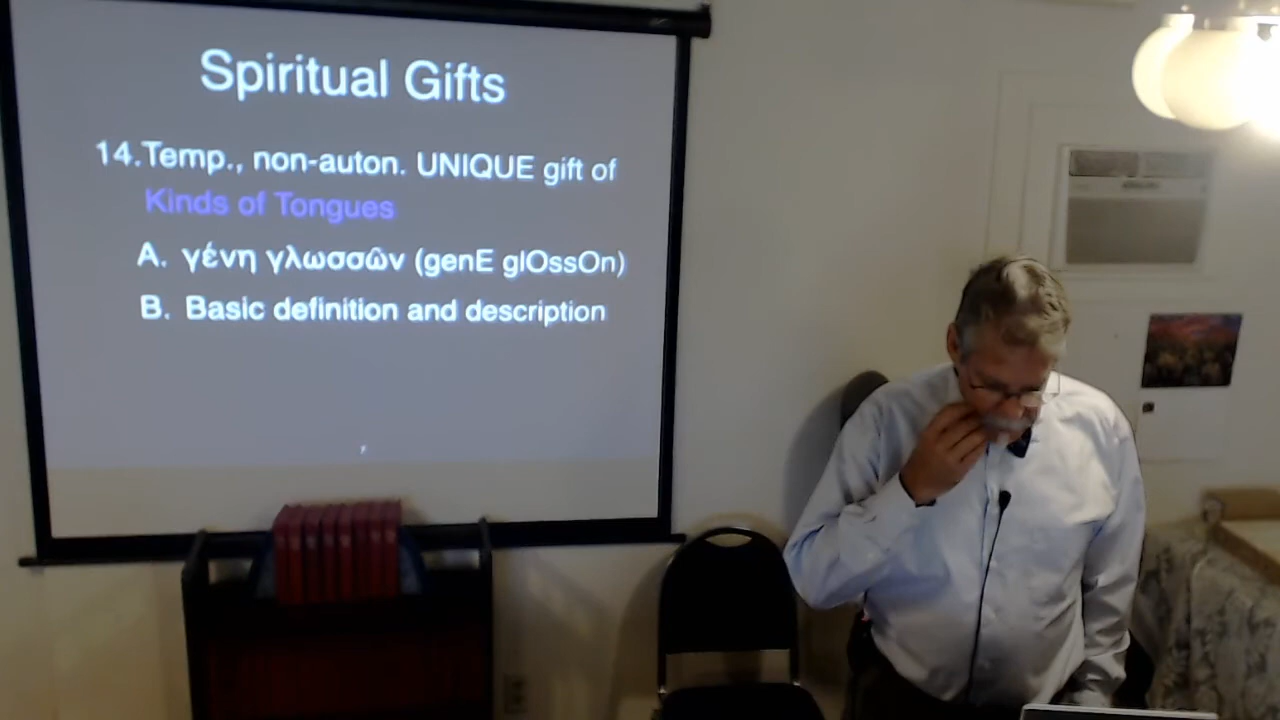 Spiritual Gifts
14.Temp., non-auton. UNIQUE gift of
Kinds of Tongues
A. γένη γλωσσῶν (genE glOssOn)
B. Basic definition and description